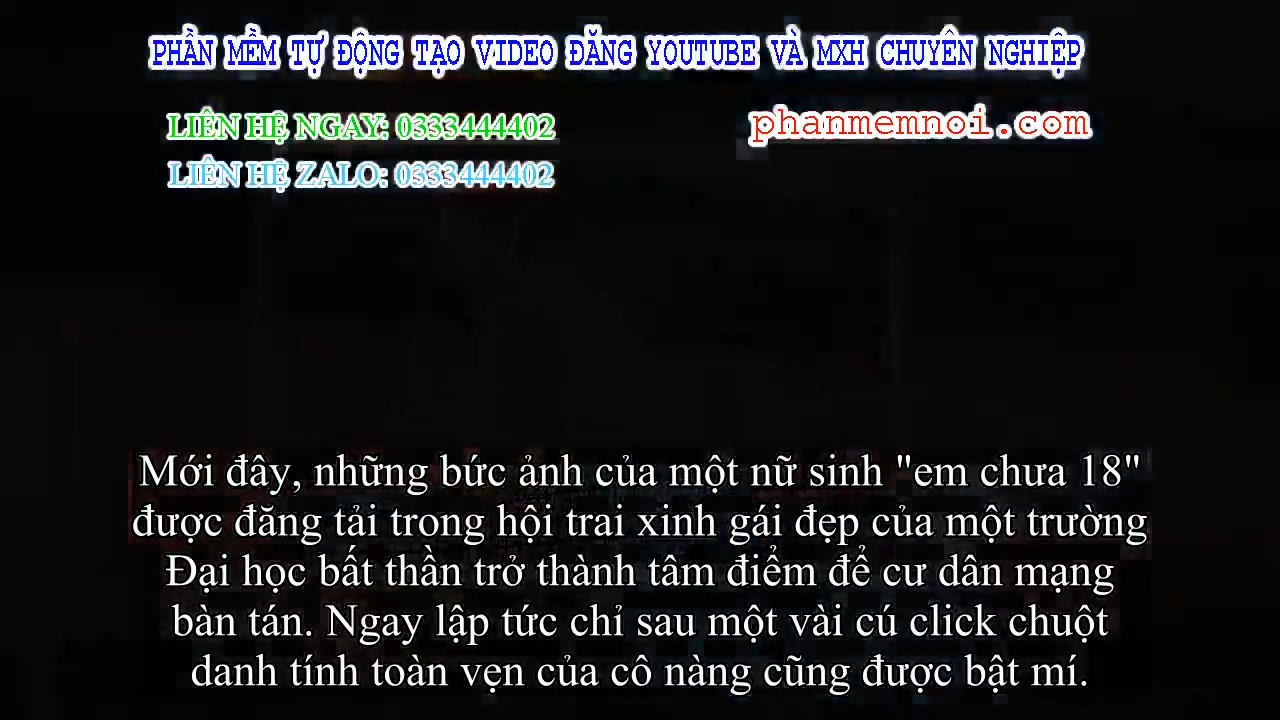 PHẦN MỀM TỰ ĐỘNG TẠO VIDEO ĐĂNG YOUTUBE VÀ MXH CHUYÊN NGHIỆP
LIÊN HỆ NGAY: 0333444402
phanmemnoi.com
LIÊN HỆ ZALO: 0333444402
Mới đây, những bức ảnh của một nữ sinh "em chưa 18"
được đăng tải trong hội trai xinh gái đẹp của một trường
Đại học bất thần trở thành tâm điểm để cư dân mạng
bàn tán. Ngay lập tức chỉ sau một vài cú click chuột
danh tính toàn vẹn của cô nàng cũng được bật mí.